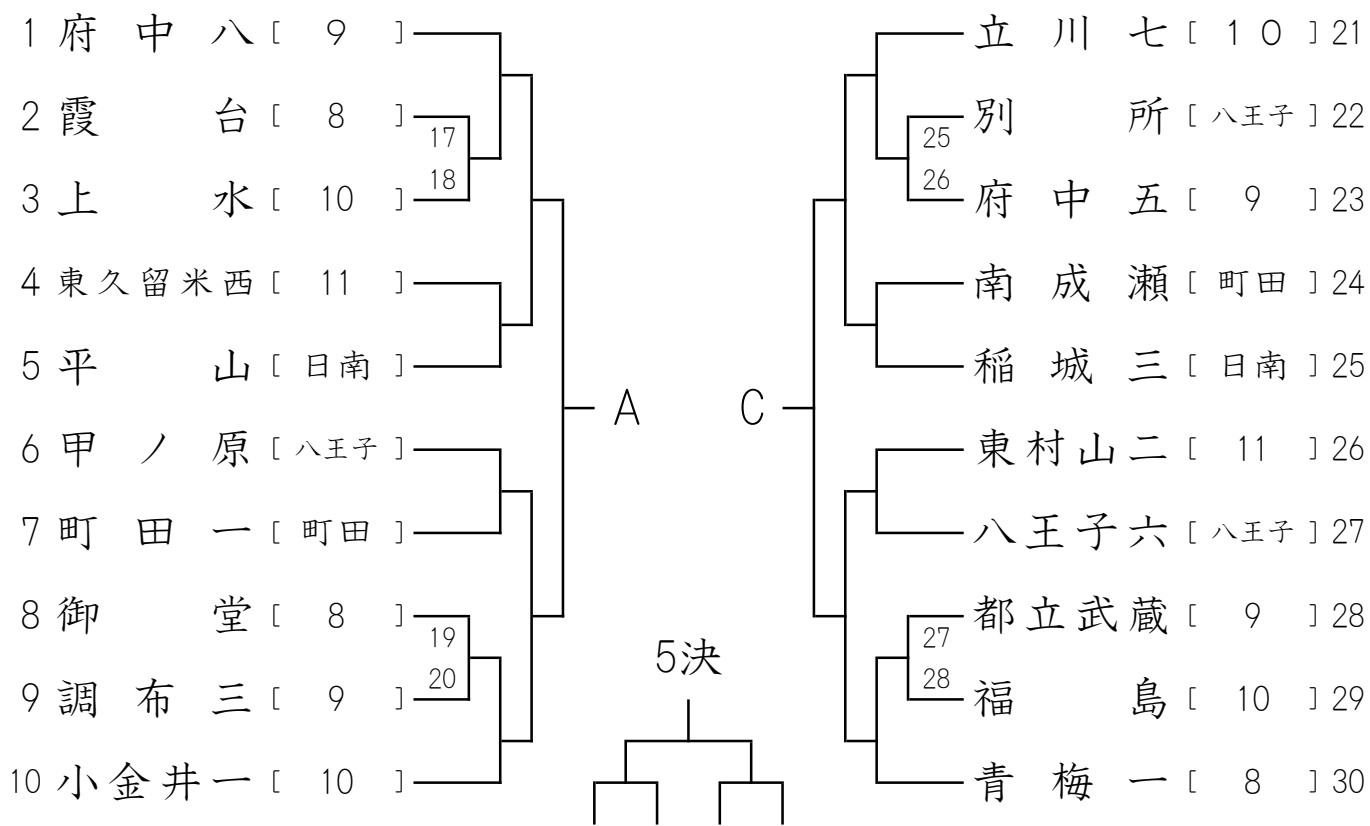 1 府中八 [ 9 ]
2 霞台 [ 8 ]
17
18
3 上水 [ 10 ]
4 東久留米西 [ 11 ]
5 平山 [ 日南 ]
A
6 甲ノ原 [ 八王子 ]
7 町田一 [ 町田 ]
8 御堂 [ 8 ]
19
20
9 調布三 [ 9 ]
10 小金井一 [ 10 ]
5決
立川七 [ 10 ] 21
別所 [ 八王子 ] 22
25
26
府中五 [ 9 ] 23
南成瀬 [ 町田 ] 24
稲城三 [ 日南 ] 25
C
東村山二 [ 11 ] 26
八王子六 [ 八王子 ] 27
都立武蔵 [ 9 ] 28
27
28
福島 [ 10 ] 29
青梅一 [ 8 ] 30